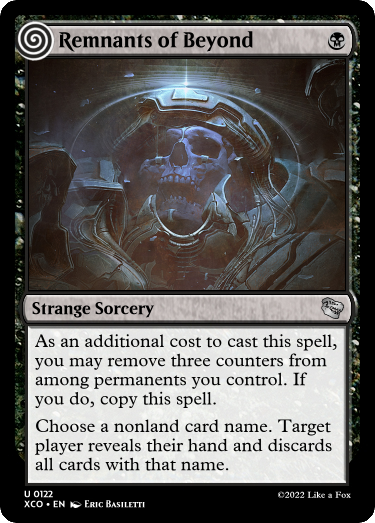 Remnants of Beyond
Strange Sorcery
As an additional cost to cast this spell,
you may remove three counters from
among permanents you control. If
you do, copy this spell.
Choose a nonland card name. Target
player reveals their hand and discards
all cards with that name.
U 0122
XCO • EN Eric Basiletti
©2022 Like a Fox